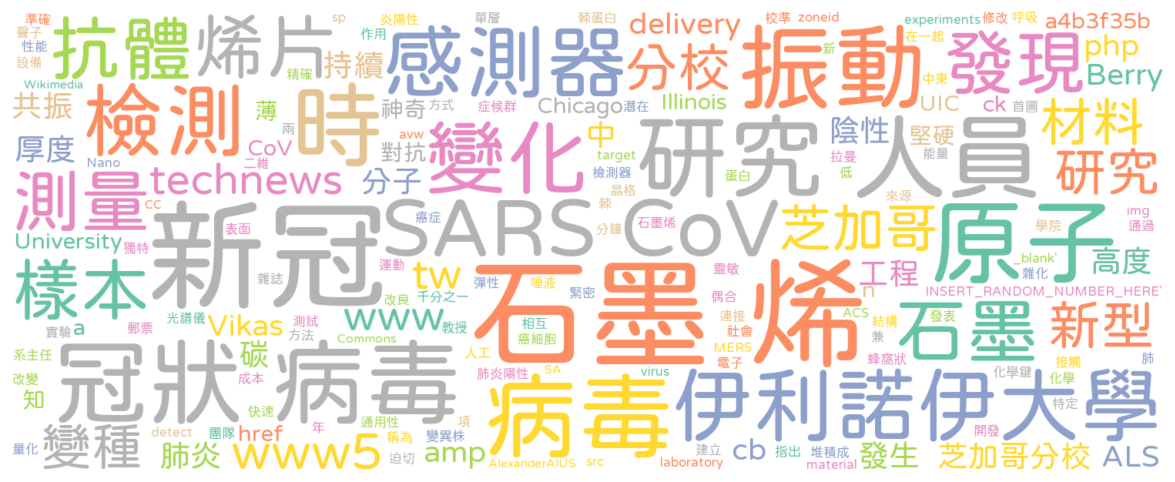 準確 sp 炎陽性 單層 棘蛋白 delivery 校準 zoneid experiments 修改 呼吸 a4b3f35b
聲子 抗體 烯片 作用 感測器 分校 振動 新 在一起 發現 php
性能 設備 精確 持續 中東 Berry
Wikimedia
共振 檢測 薄 時 神奇 方式 症候群 Chicago 潛在 Illinois UIC ck 首圖 材料
兩 avw 中 研究人員 陰性 堅硬
厚度 CoV 對抗 變化 target 能量
Nano 二維 檢測器 蛋白 拉曼 低 研究
測量 technews 分子 晶格
cc 新冠 癌症 SARS CoV 棘 石墨烯 芝加哥 來源 原子 img
University 獨特 表面 分鐘 學院 通過
樣本 雜誌 運動 tw 彈性 唾液 緊密 靈敏 工程 _blank' 雜化 高度
改良 千分之一 石墨烯 偶合 n INSERT_RANDOM_NUMBER_HERE'
實驗 a 郵票 光譜儀 Vikas 測試 www 教授 相互 連接 ACS 結構 發表 石墨 新型
方法 Commons 癌細胞 社會 兼
系主任 冠狀病毒 碳 人工 MERS 蜂窩狀 接觸 肺
改變 成本 肺炎陽性 SA virus 電子 化學鍵 化學
知 快速 通用性 病毒 伊利諾伊大學 特定
變種 detect 團隊 年 稱為 項 開發
量化 肺炎 href www5 迫切 變異株 amp AlexanderAIUS src 建立 laboratory cb 指出 堆積成 material 發生 芝加哥分校 ALS